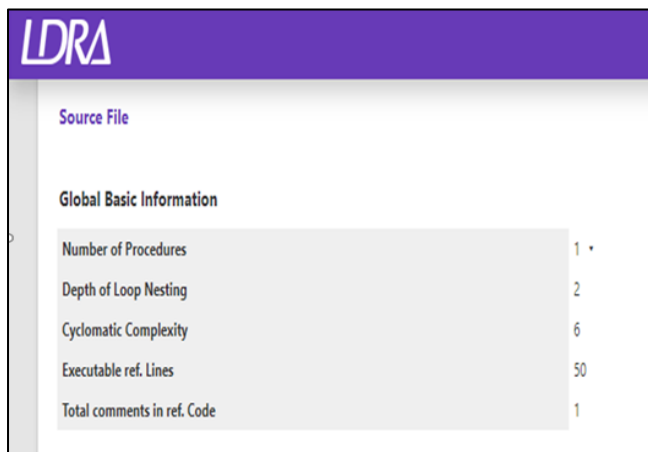 LDRA
Source File
Global Basic Information
Number of Procedures 1
Depth of Loop Nesting 2
Cyclomatic Complexity 6
Executable ref. Lines 50
Total comments in ref. Code 1